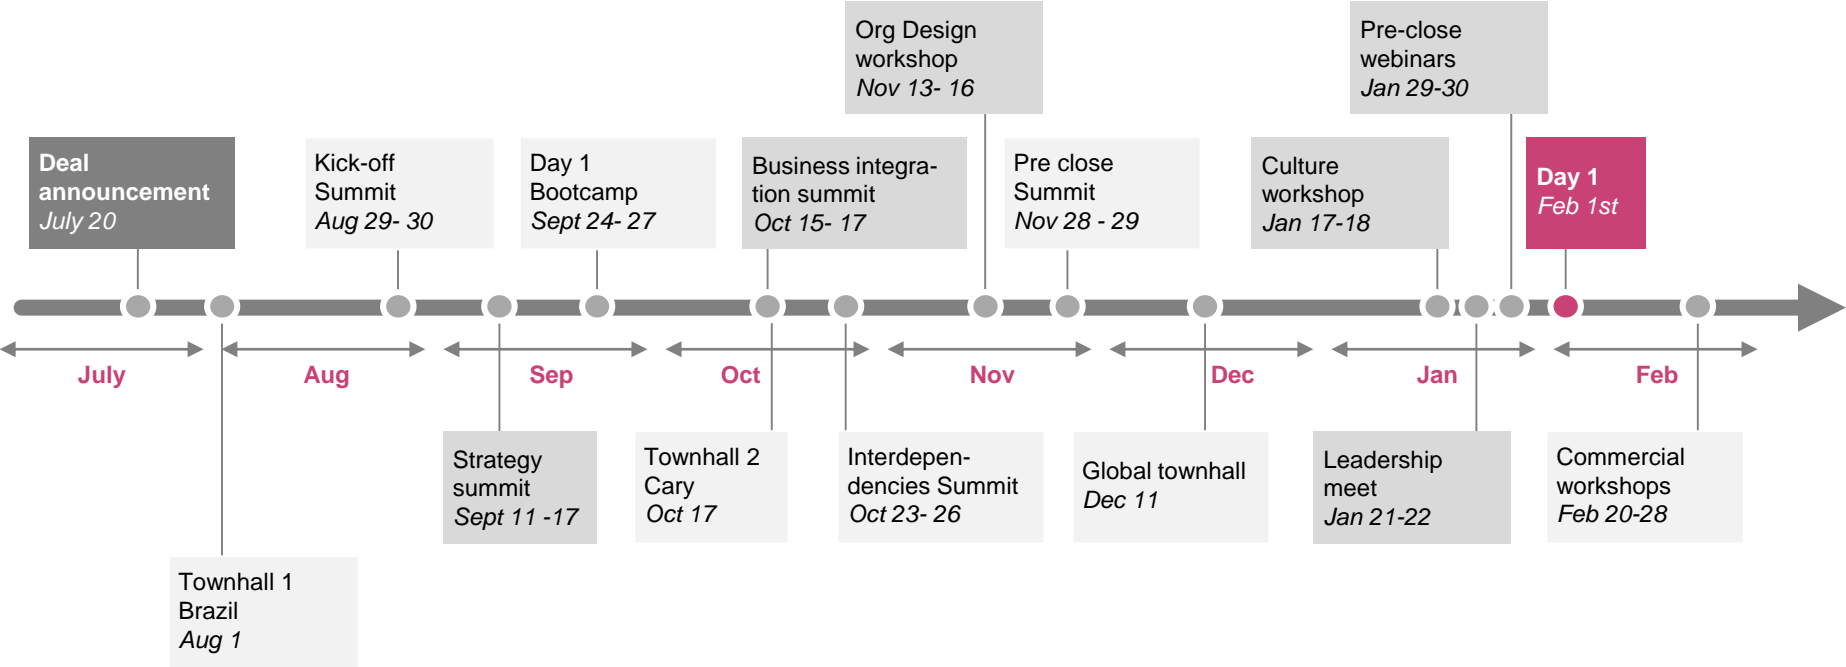 Org Design
workshop
Nov 13- 16
Pre-close
webinars
Jan 29-30
Deal
announcement
July 20
Kick-off
Summit
Aug 29- 30
Day 1
Bootcamp
Sept 24- 27
Business integra-
tion summit
Oct 15- 17
Pre close
Summit
Nov 28 - 29
Culture
workshop
Jan 17-18
Day 1
Feb 1st
July
Aug
Sep
Oct
Nov
Dec
Jan
Feb
Strategy
summit
Sept 11 -17
Townhall 2
Cary
Oct 17
Interdepen-
dencies Summit
Oct 23- 26
Global townhall
Dec 11
Leadership
meet
Jan 21-22
Commercial
workshops
Feb 20-28
Townhall 1
Brazil
Aug 1